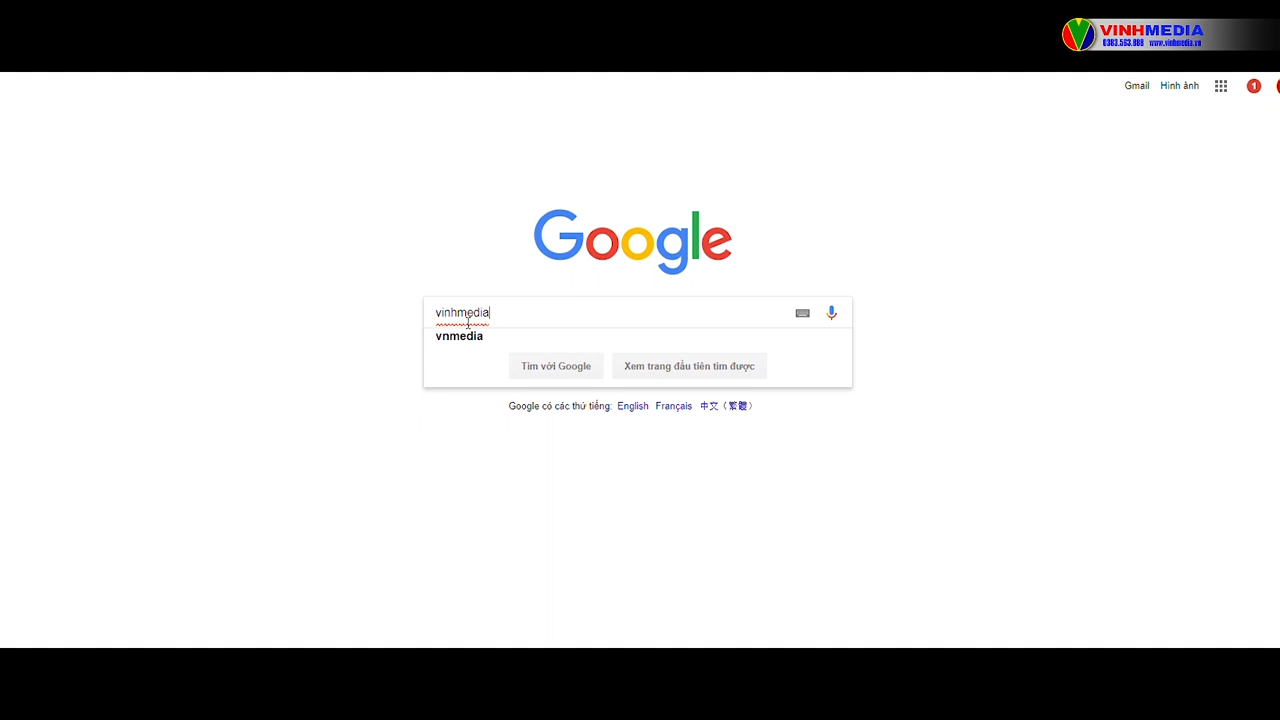 VINHMEDIA
0383.563.888 www.vinhmedia.vn
Gmail Hình ảnh 1
Google
vinhmedia
vnmedia
Tìm với Google Xem trang đầu tiên tìm được
Google có các thứ tiếng: English Français 中文（繁體）